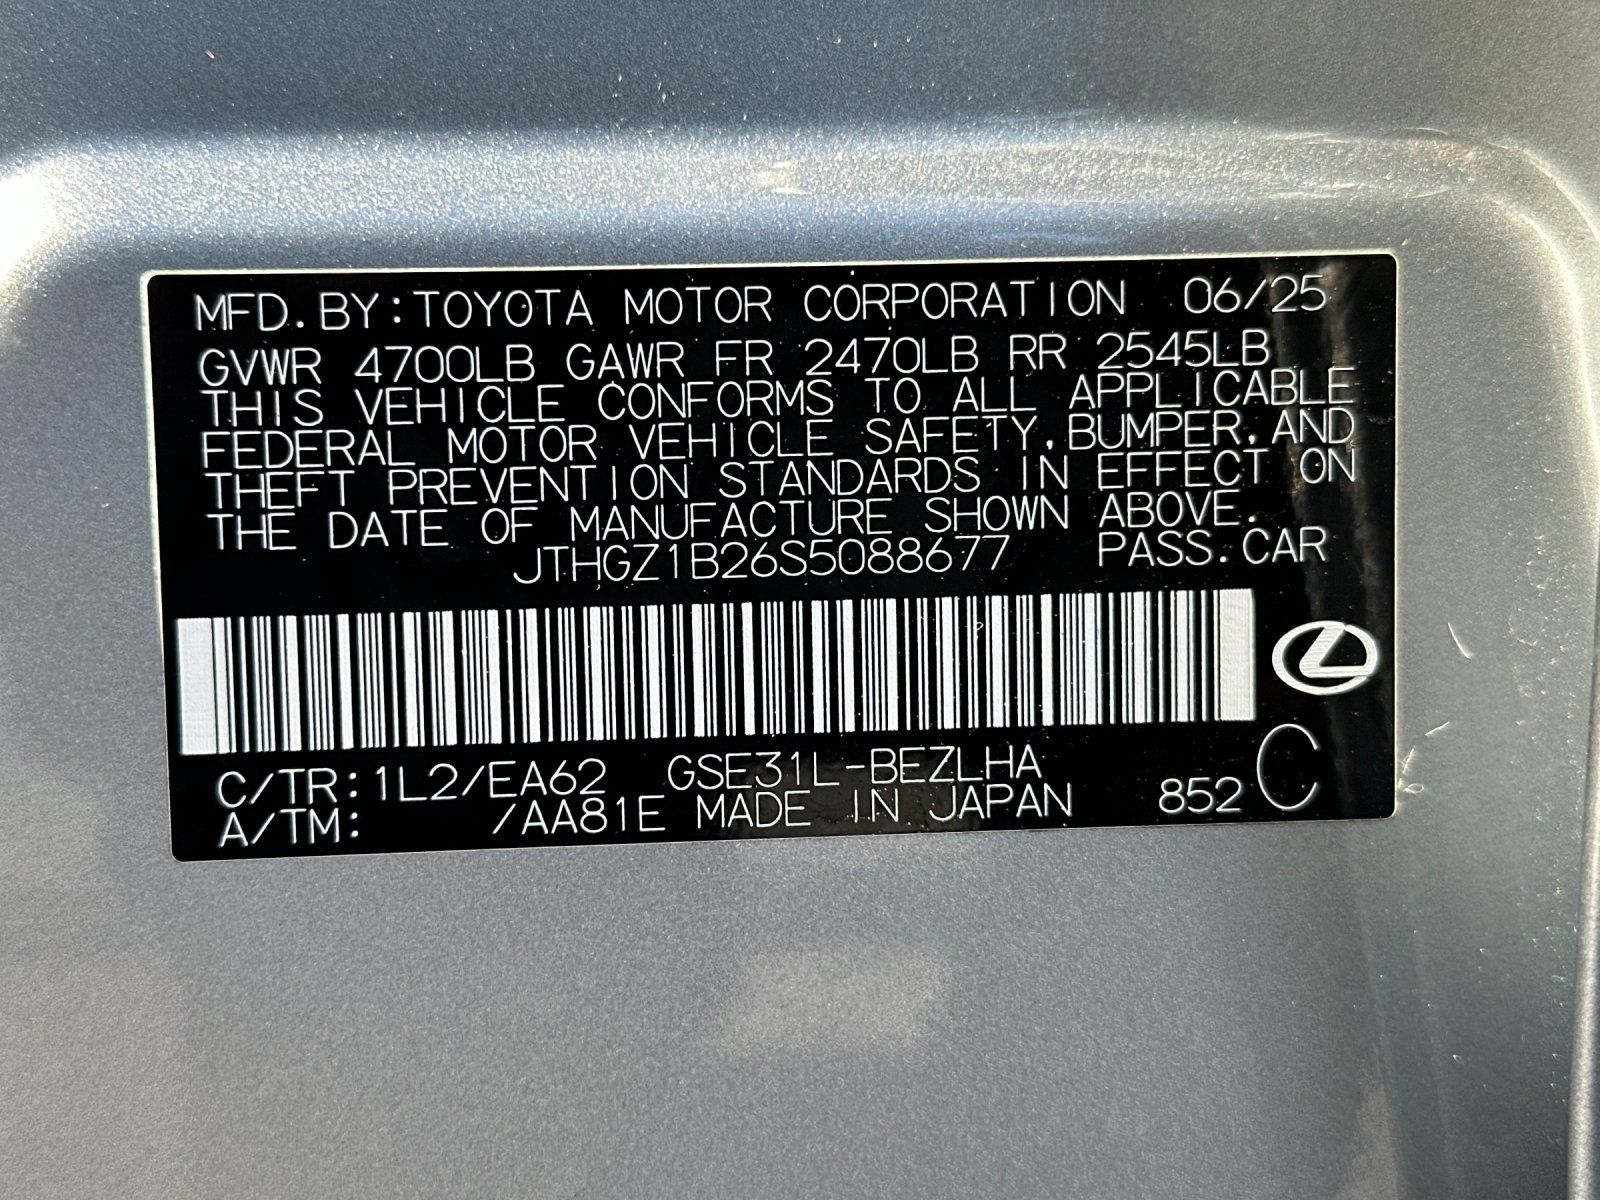 MFD. BY: TOYOTA MOTOR CORPORATION 06/25
GVWR 4700LB GAWR FR 2470LB RR 2545LB
THIS VEHICLE CONFORMS TO ALL APPLICABLE
FEDERAL MOTOR VEHICLE SAFETY, BUMPER, AND
THEFT PREVENTION STANDARDS IN EFFECT ON
THE DATE OF MANUFACTURE SHOWN ABOVE.
JTHGZ1B26S5088677 PASS. CAR
C/TR: 1L2/EA62 GSE31L-BEZLHA
A/TM: /AA81E MADE IN JAPAN 852 C